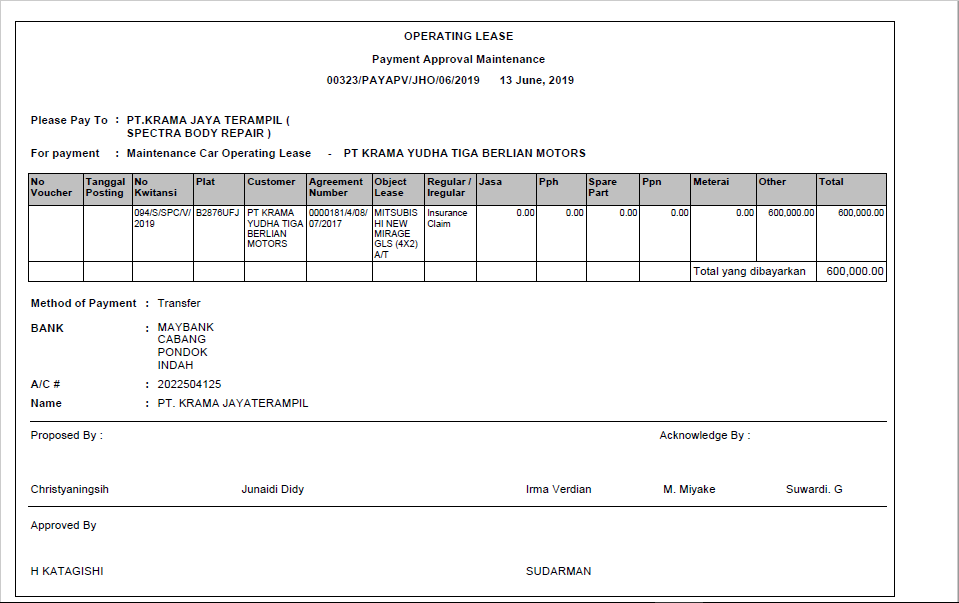 OPERATING LEASE
Payment Approval Maintenance
00323/PAYAPV/JHO/06/2019 13 June, 2019
Please Pay To : PT.KRAMA JAYA TERAMPIL (
SPECTRA BODY REPAIR )
For payment : Maintenance Car Operating Lease - PT KRAMA YUDHA TIGA BERLIAN MOTORS
No Tanggal No Plat Customer Agreement Object Regular / Jasa Pph Spare Ppn Meterai Other Total
Voucher Posting Kwitansi Number Lease Iregular Part
094/S/SPC/V/ B2876UFJ PT KRAMA 0000181/4/08/ MITSUBIS Insurance 0.00 0.00 0.00 0.00 0.00 600,000.00 600,000.00
2019 YUDHA TIGA 07/2017 HI NEW Claim
BERLIAN MIRAGE
MOTORS GLS (4X2)
A/T
Total yang dibayarkan 600,000.00
Method of Payment : Transfer
BANK : MAYBANK
CABANG
PONDOK
INDAH
A/C # : 2022504125
Name : PT. KRAMA JAYATERAMPIL
Proposed By : Acknowledge By :
Christyaningsih Junaidi Didy Irma Verdian M. Miyake Suwardi. G
Approved By
H KATAGISHI SUDARMAN